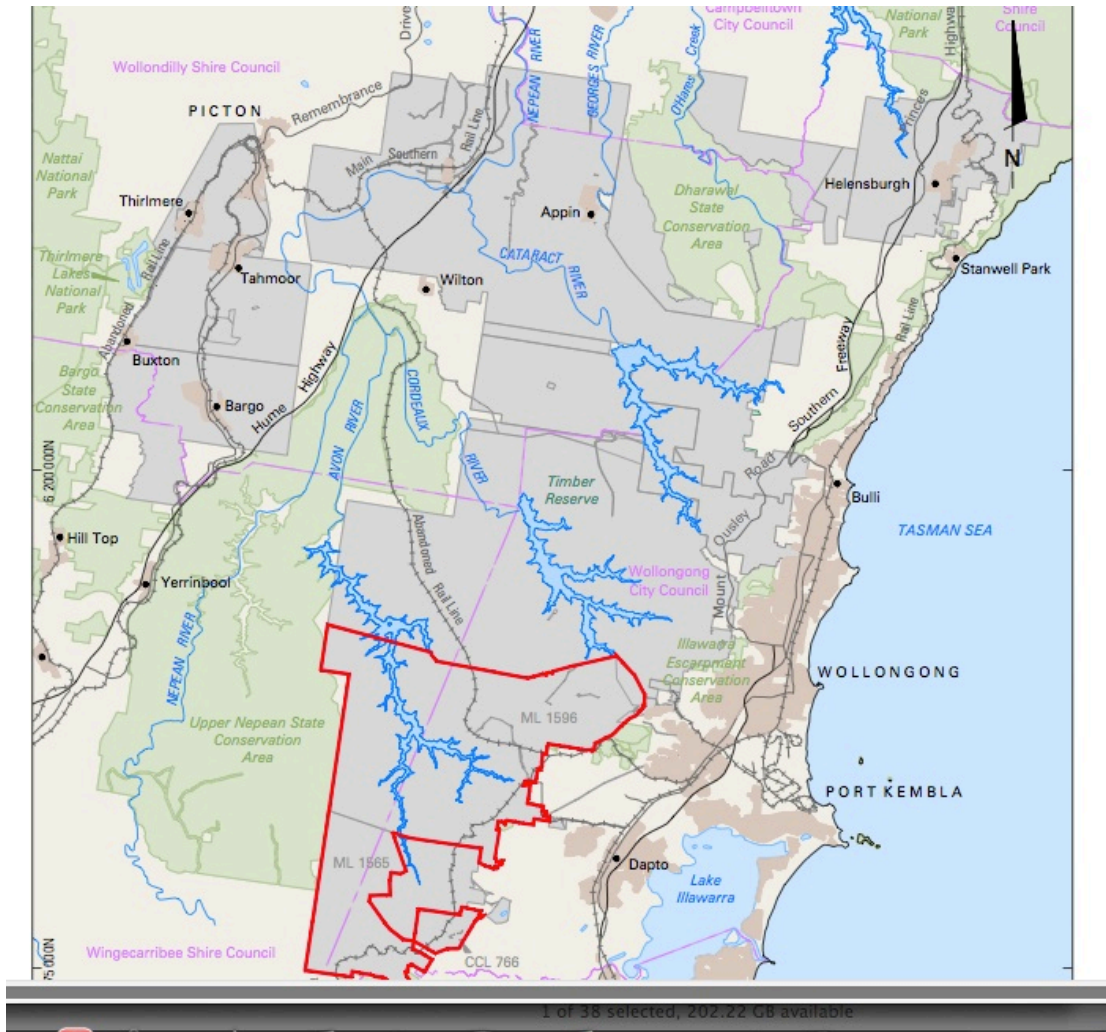 Campbelltown
City Council
National
Park
Shire
Council
Drive
Wollondilly Shire Council
NEPEAN RIVER
GEORGES RIVER
O'Hares Creek
Highway
Princes
PICTON
Remembrance
Rail Line
Main Southern
N
Nattai
National
Park
Thirlmere
Helensburgh
Dharawal
State
Conservation
Area
Appin
Thirlmere
Lakes
National
Park
Abandoned Rail Line
Tahmoor
CATARACT
RIVER
Stanwell Park
Wilton
Rail Line
Buxton
Hume Highway
Southern Freeway
Bargo
State
Conservation
Area
Bargo
AVON RIVER
CORDEAUX
RIVER
6 200 000N
Timber
Reserve
Road
Bulli
Abandoned
Rail Line
Mount Ousley
TASMAN SEA
Hill Top
Yerrinbool
Wollongong
City Council
NEPEAN RIVER
Illawarra
Escarpment
Conservation
Area
WOLLONGONG
ML 1596
Upper Nepean State
Conservation
Area
PORT KEMBLA
ML 1565
Dapto
Lake
Illawarra
Wingecarribee Shire Council
CCL 766
75 000N
1 of 38 selected, 202.22 GB available